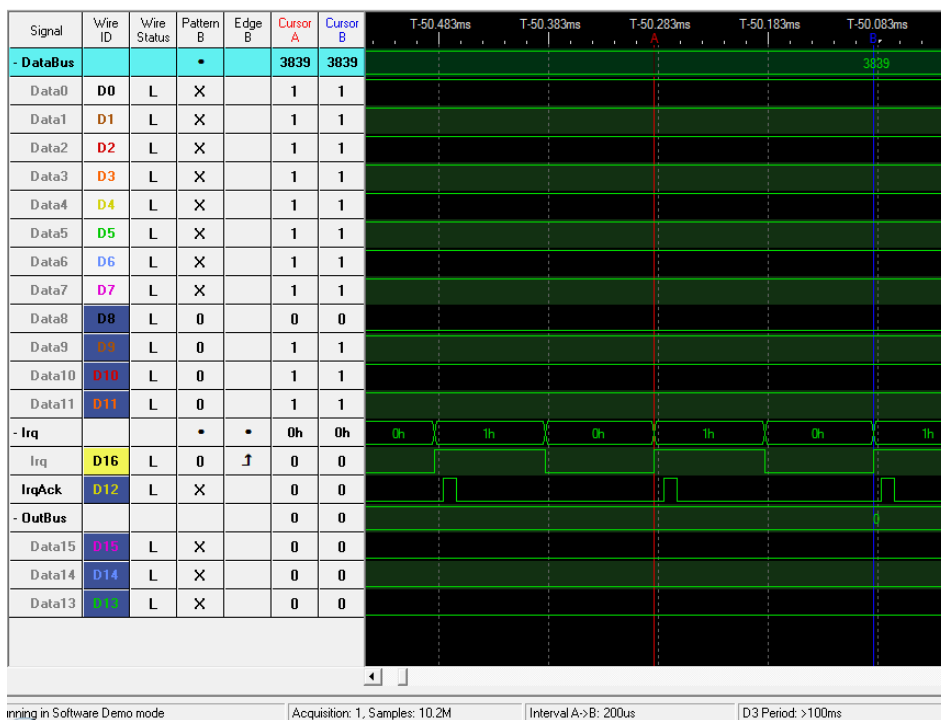 Signal Wire ID Wire Status Pattern B Edge B Cursor A Cursor B T-50.483ms T-50.383ms T-50.283ms T-50.183ms T-50.083ms
A B
- DataBus • 3839 3839 3839
Data0 D0 L X 1 1
Data1 D1 L X 1 1
Data2 D2 L X 1 1
Data3 D3 L X 1 1
Data4 D4 L X 1 1
Data5 D5 L X 1 1
Data6 D6 L X 1 1
Data7 D7 L X 1 1
Data8 D8 L 0 0 0
Data9 D9 L 0 1 1
Data10 D10 L 0 1 1
Data11 D11 L 0 1 1
- Irq • • 0h 0h 0h 1h 0h 1h 0h 1h
Irq D16 L 0 0 0
IrqAck D12 L X 0 0
- OutBus 0 0 0
Data15 D15 L X 0 0
Data14 D14 L X 0 0
Data13 D13 L X 0 0
unning in Software Demo mode Acquisition: 1, Samples: 10.2M Interval A->B: 200us D3 Period: >100ms